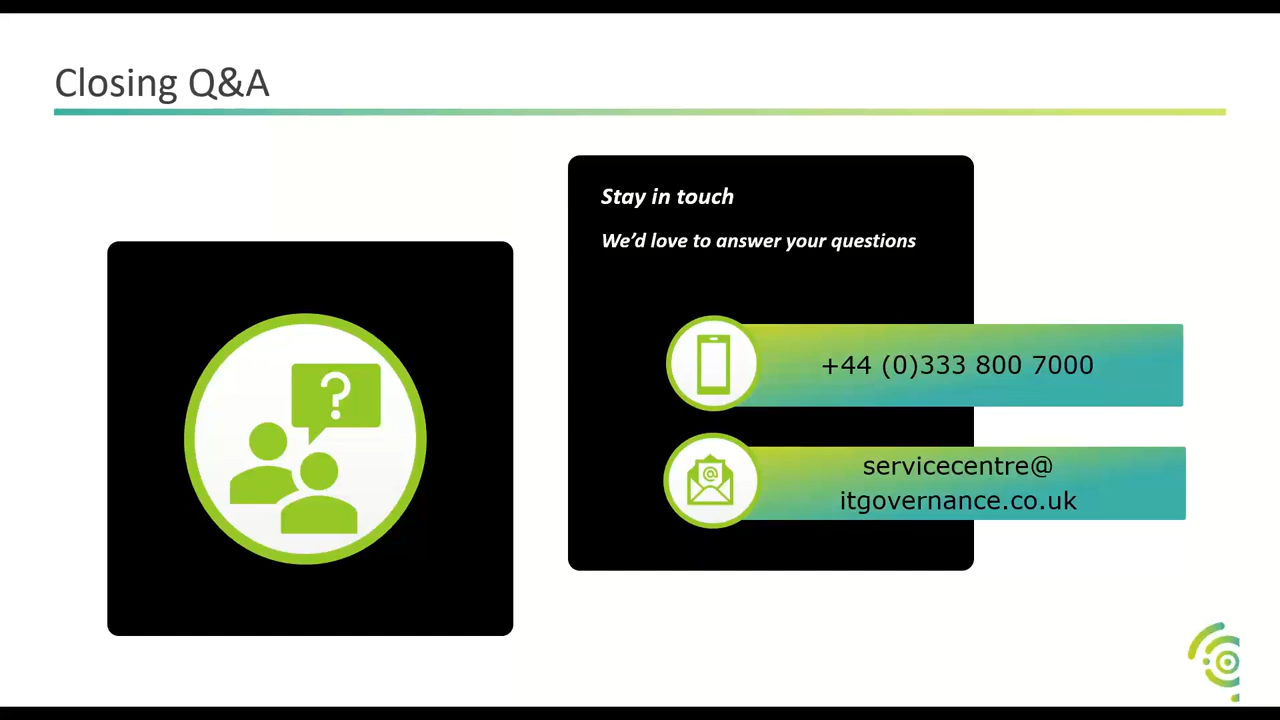 Closing Q&A
Stay in touch
We'd love to answer your questions
?
+44 (0)333 800 7000
@
servicecentre@
itgovernance.co.uk